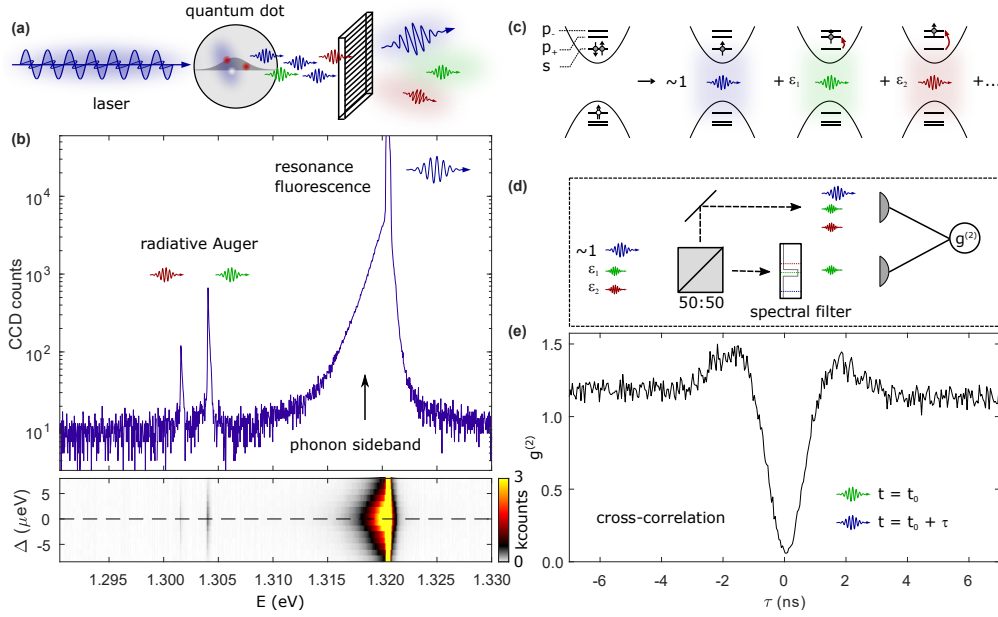 (a)
quantum dot
laser
(b)
resonance
fluorescence
radiative Auger
phonon sideband
CCD counts
10⁴
10³
10²
10¹
Δ (μeV)
5
0
-5
3
0
kcounts
1.295
1.300
1.305
1.310
1.315
1.320
1.325
1.330
E (eV)
(c)
p₋
p₊
s
→ ~1
+ ε₁
+ ε₂
+...
(d)
~1
ε₁
ε₂
50:50
spectral filter
g⁽²⁾
(e)
g⁽²⁾
1.5
1.0
0.5
0.0
cross-correlation
t = t₀
t = t₀ + τ
-6
-4
-2
0
2
4
6
τ (ns)